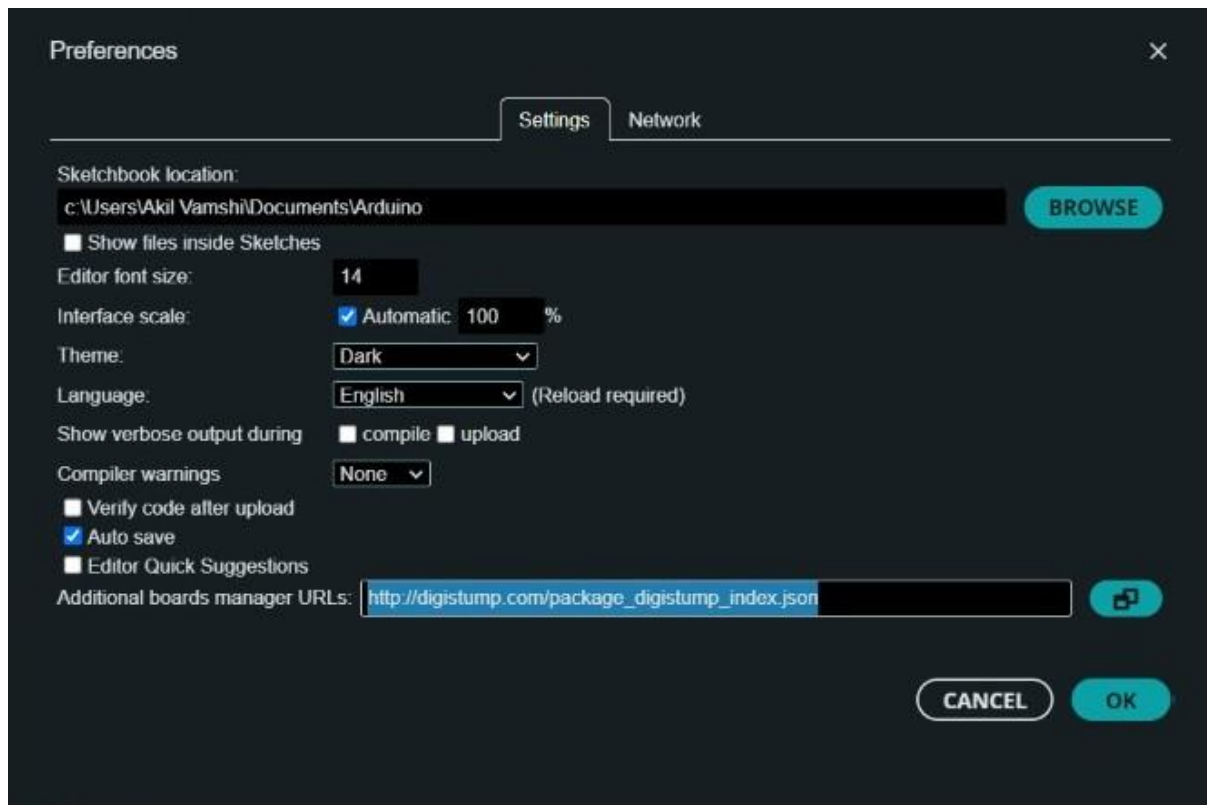 Preferences
Settings Network
Sketchbook location:
c:\Users\Akil Vamshi\Documents\Arduino BROWSE
Show files inside Sketches
Editor font size: 14
Interface scale: Automatic 100 %
Theme: Dark
Language: English (Reload required)
Show verbose output during compile upload
Compiler warnings None
Verify code after upload
Auto save
Editor Quick Suggestions
Additional boards manager URLs: http://digistump.com/package_digistump_index.json
CANCEL OK